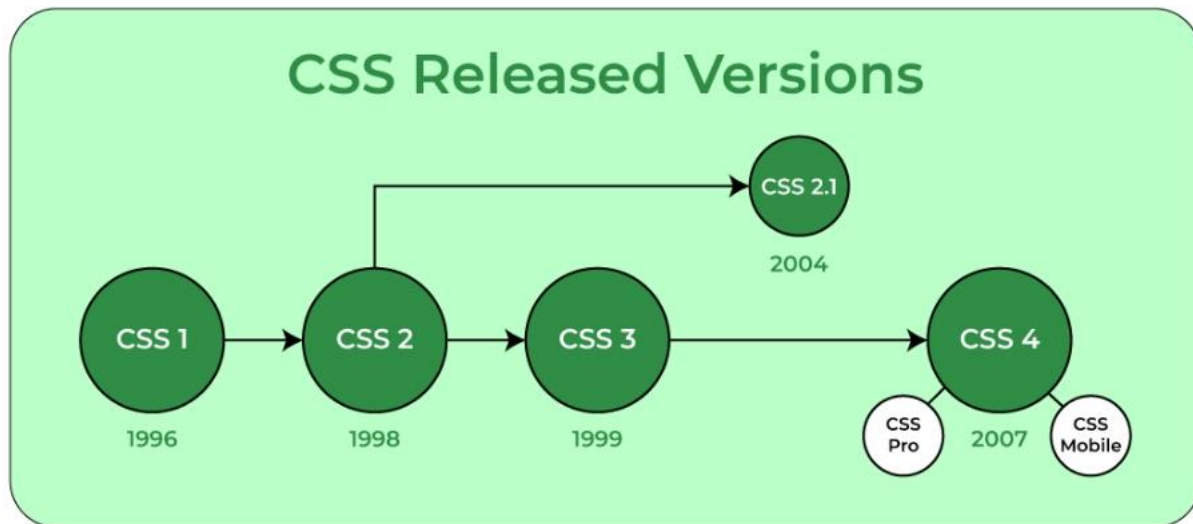 CSS Released Versions
CSS 2.1
2004
CSS 1
CSS 2
CSS 3
CSS 4
1996
1998
1999
CSS
Pro
2007
CSS
Mobile